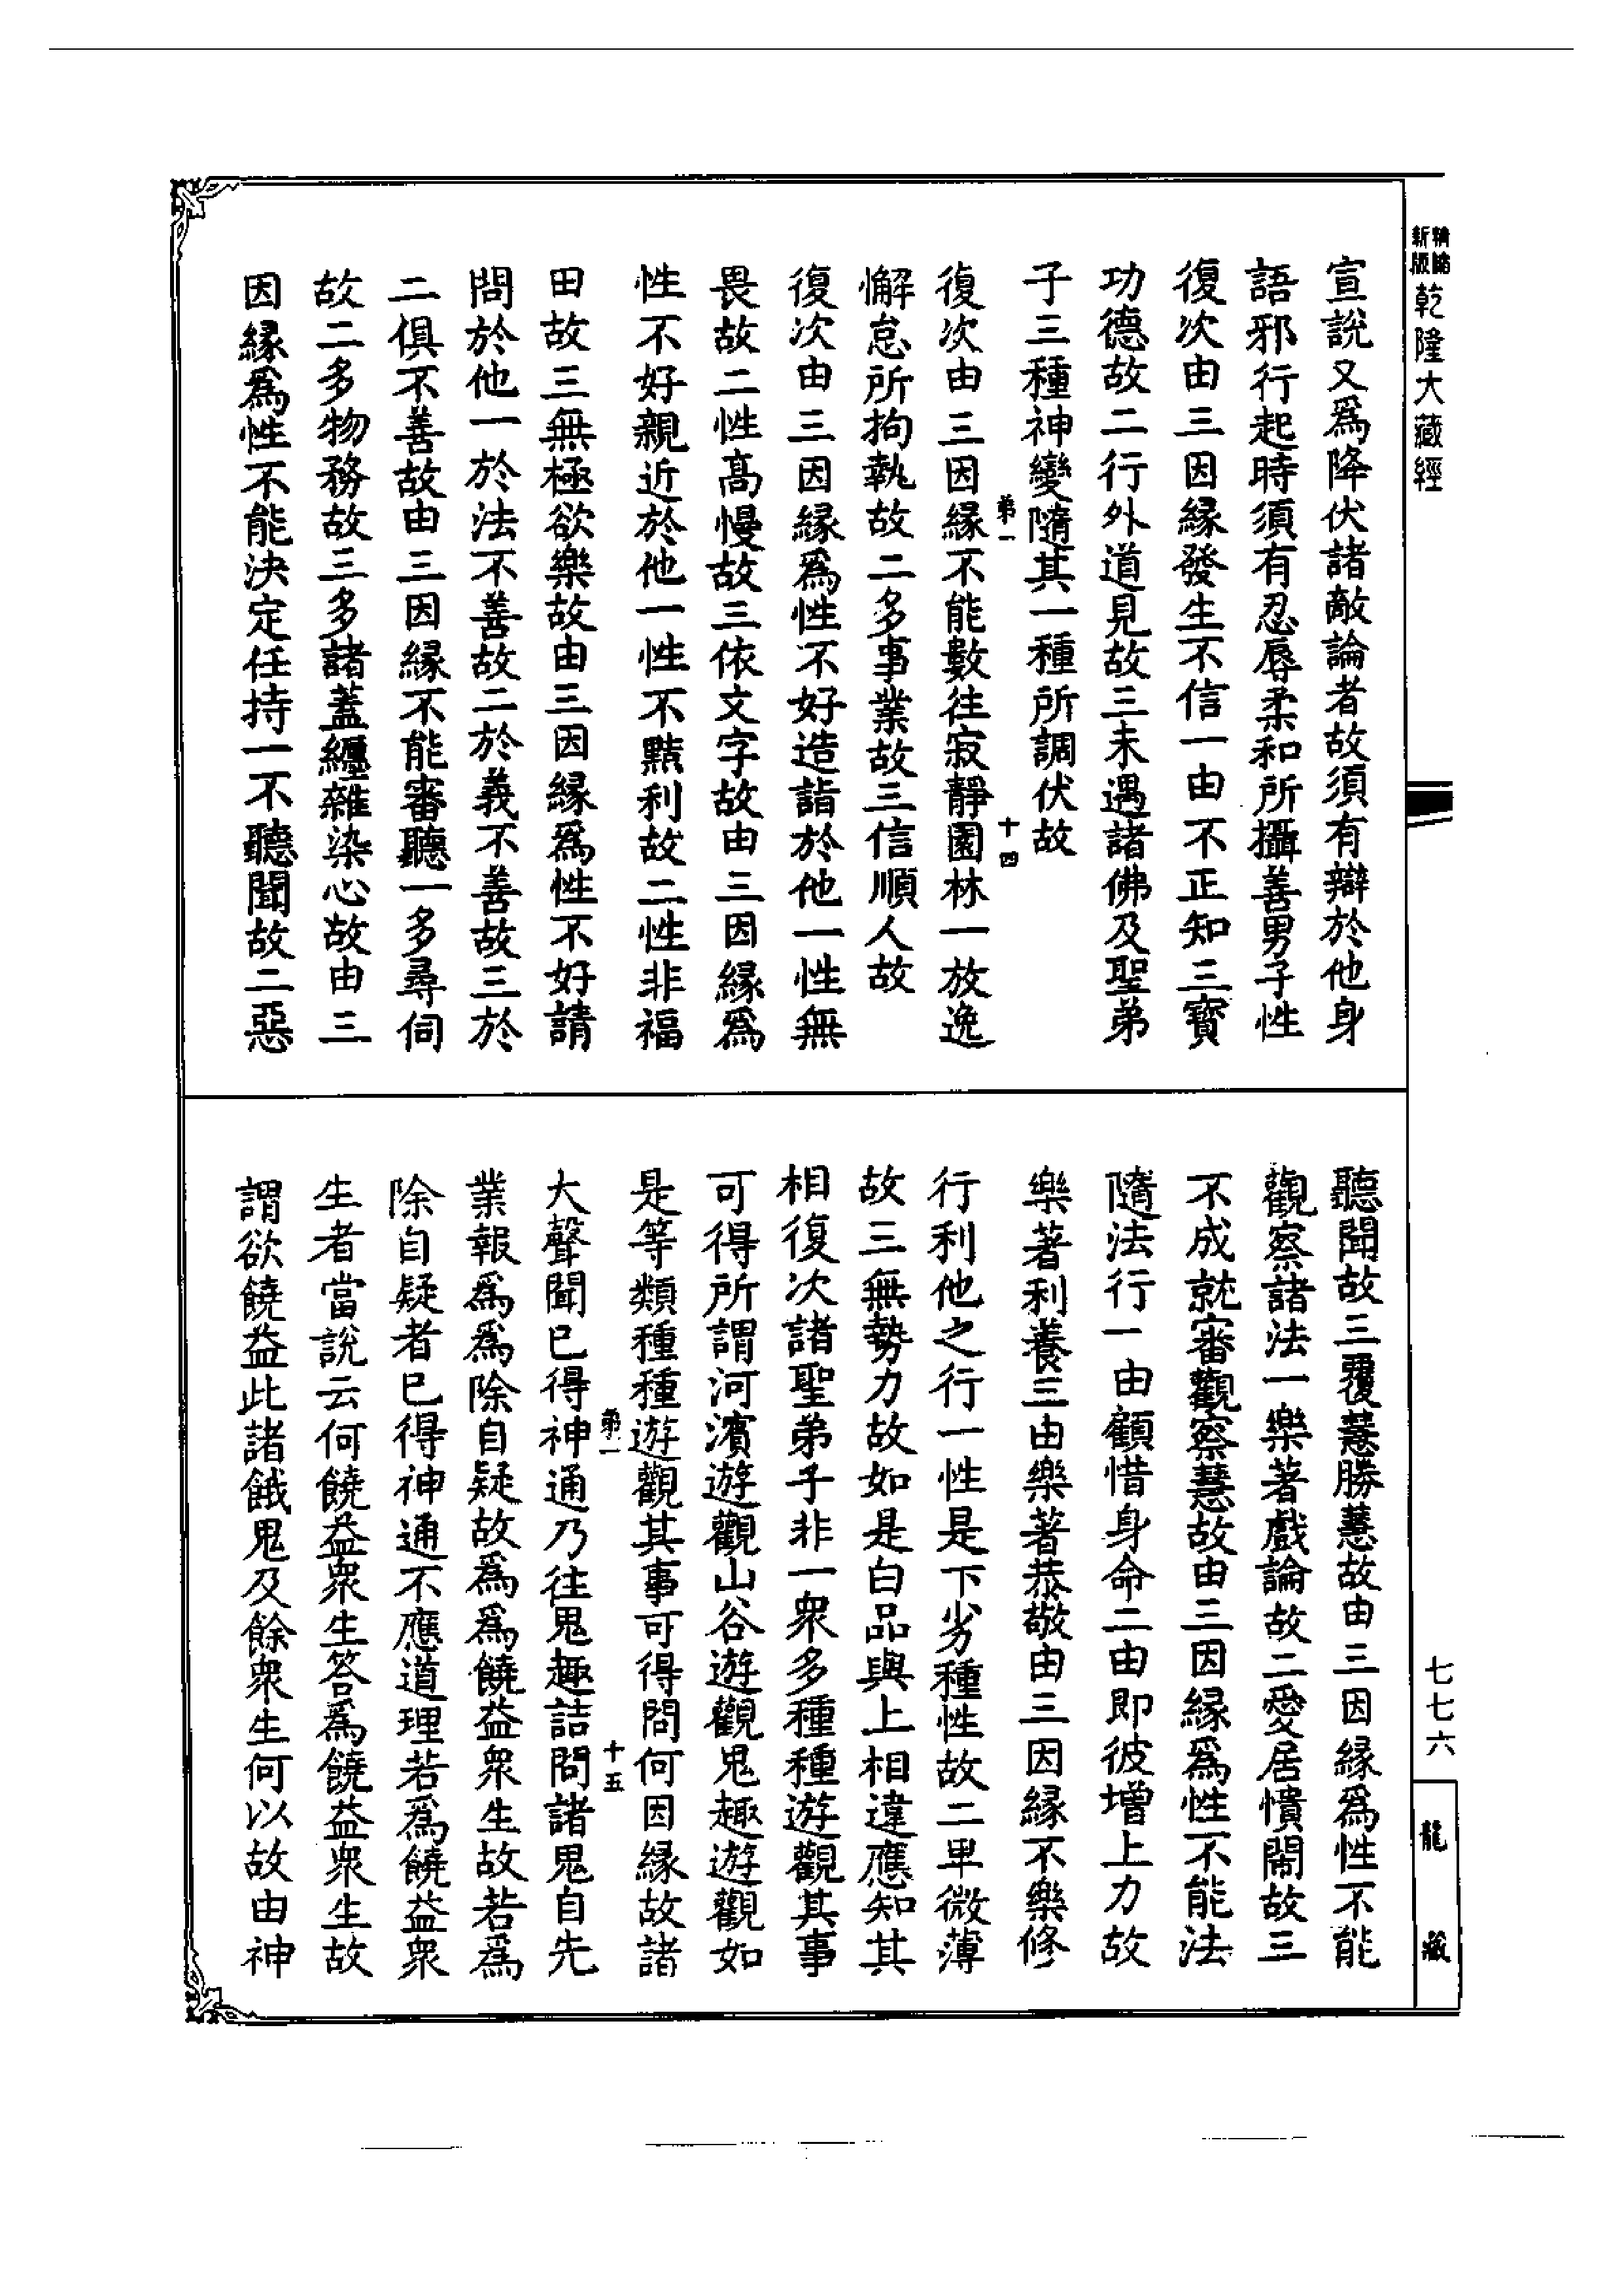 精縮
新版
乾隆大藏經
宣說又爲降伏諸敵論者故須有辯於他身
語邪行起時須有忍辱柔和所攝善男子性
復次由三因緣發生不信一由不正知三寶
功德故二行外道見故三未遇諸佛及聖弟
子三種神變隨其一種所調伏故
第一
十四
復次由三因緣不能數往寂靜園林一放逸
懈怠所拘執故二多事業故三信順人故
復次由三因緣爲性不好造詣於他一性無
畏故二性高慢故三依文字故由三因緣爲
性不好親近於他一性不黠利故二性非福
田故三無極欲樂故由三因緣爲性不好請
問於他一於法不善故二於義不善故三於
二俱不善故由三因緣不能審聽一多尋伺
故二多物務故三多諸蓋纏雜染心故由三
因緣爲性不能決定任持一不聽聞故二惡
聽聞故三覆慧勝慧故由三因緣爲性不能
觀察諸法一樂著戲論故二愛居憒閙故三
不成就審觀察慧故由三因緣爲性不能法
隨法行一由顧惜身命二由即彼增上力故
樂著利養三由樂著恭敬由三因緣不樂修
行利他之行一性是下劣種性故二卑微薄
故三無勢力故如是白品與上相違應知其
相復次諸聖弟子非一衆多種種遊觀其事
可得所謂河濱遊觀山谷遊觀鬼趣遊觀如
是等類種種遊觀其事可得問何因緣故諸
第一
十五
大聲聞已得神通乃往鬼趣詰問諸鬼自先
業報爲爲除自疑故爲爲饒益衆生故若爲
除自疑者已得神通不應道理若爲饒益衆
生者當說云何饒益衆生答爲饒益衆生故
謂欲饒益此諸餓鬼及餘衆生何以故由神
七七六
龍藏